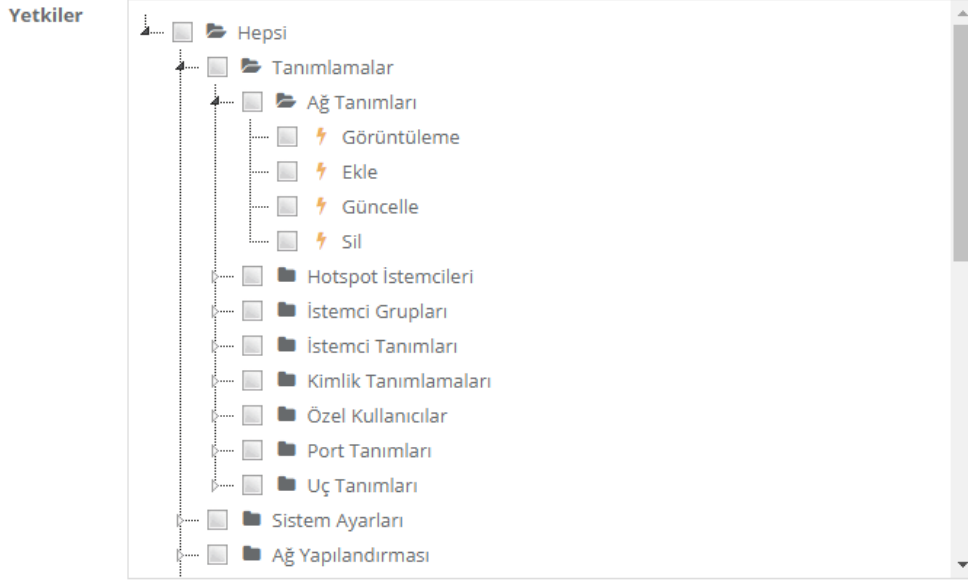 Yetkiler
Hepsi
Tanımlamalar
Ağ Tanımları
Görüntüleme
Ekle
Güncelle
Sil
Hotspot İstemcileri
İstemci Grupları
İstemci Tanımları
Kimlik Tanımlamaları
Özel Kullanıcılar
Port Tanımları
Uç Tanımları
Sistem Ayarları
Ağ Yapılandırması